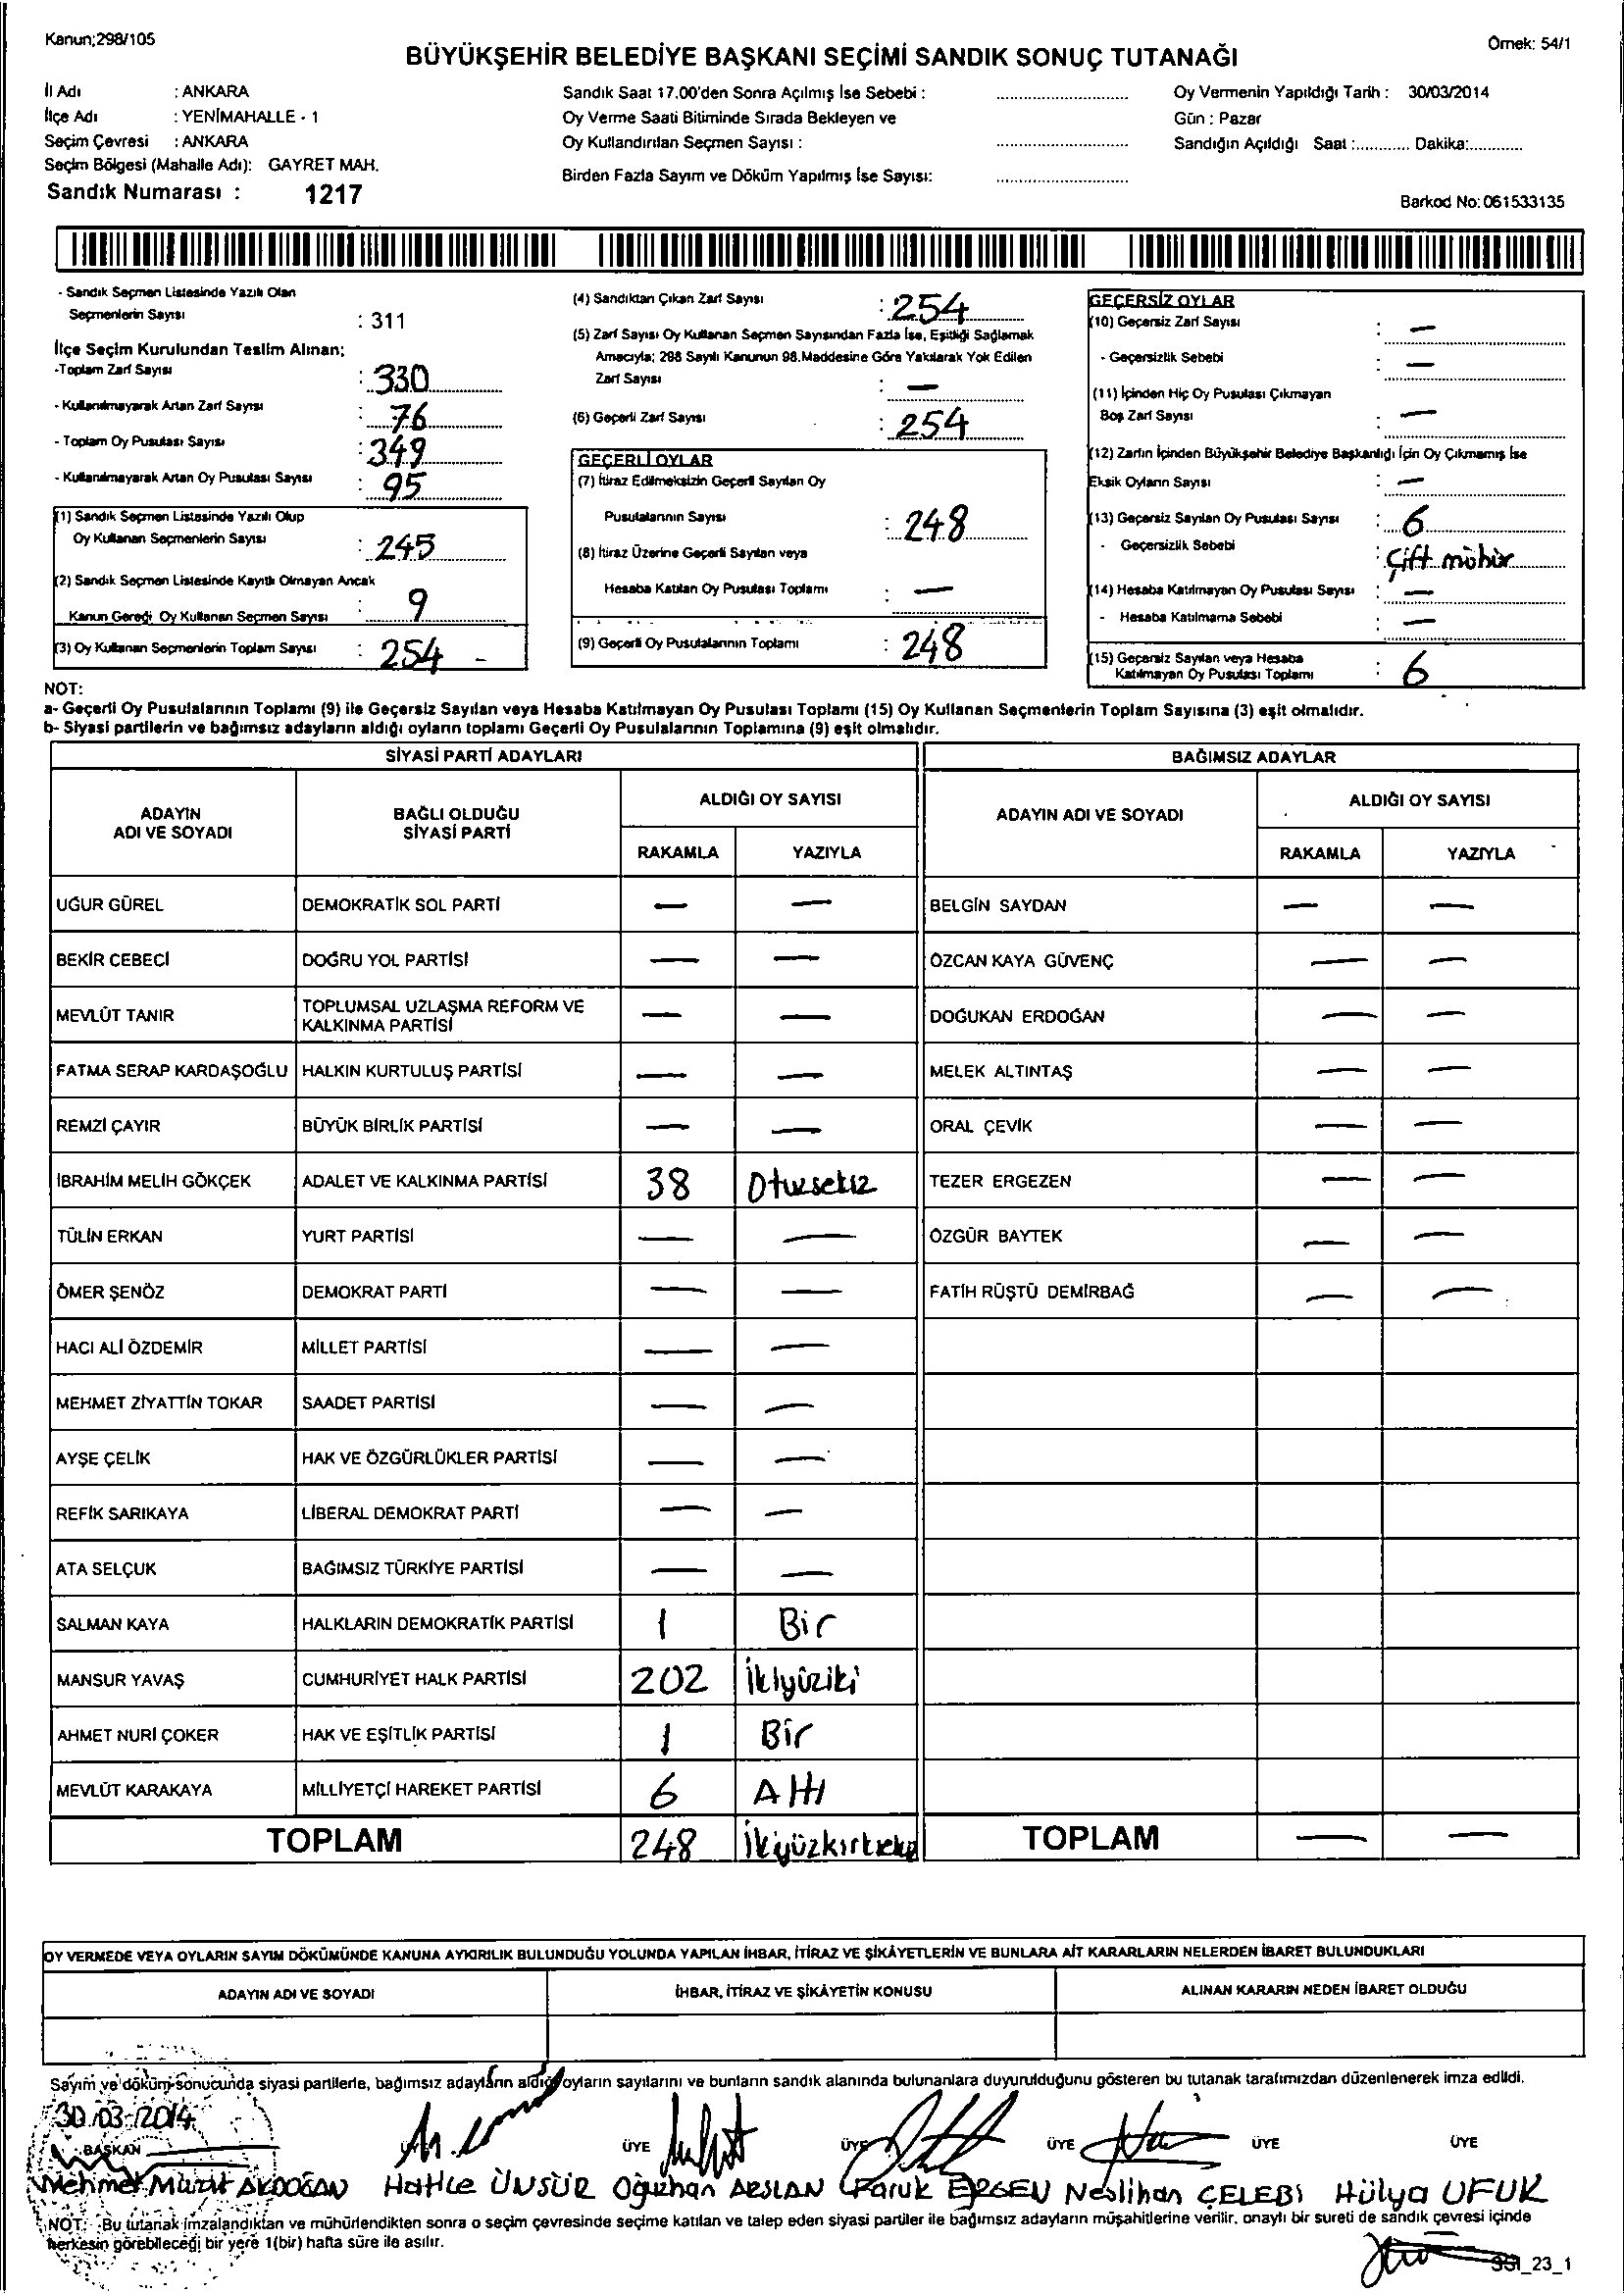 Kanun;298/105
Örnek: 54/1
BÜYÜKŞEHİR BELEDİYE BAŞKANI SEÇİMİ SANDIK SONUÇ TUTANAĞI
İl Adı : ANKARA
İlçe Adı : YENİMAHALLE - 1
Seçim Çevresi : ANKARA
Seçim Bölgesi (Mahalle Adı): GAYRET MAH.
Sandık Numarası : 1217
Sandık Saat 17.00'den Sonra Açılmış İse Sebebi :
Oy Verme Saati Bitiminde Sırada Bekleyen ve
Oy Kullandırılan Seçmen Sayısı :
Birden Fazla Sayım ve Döküm Yapılmış İse Sayısı:
Oy Vermenin Yapıldığı Tarih : 30/03/2014
Gün : Pazar
Sandığın Açıldığı Saat :............ Dakika:............
Barkod No: 061533135
- Sandık Seçmen Listesinde Yazılı Olan
Seçmenlerin Sayısı : 311
İlçe Seçim Kurulundan Teslim Alınan;
-Toplam Zarf Sayısı : 330
- Kullanılmayarak Artan Zarf Sayısı : 76
- Toplam Oy Pusulası Sayısı : 349
- Kullanılmayarak Artan Oy Pusulası Sayısı : 95
(1) Sandık Seçmen Listesinde Yazılı Olup
Oy Kullanan Seçmenlerin Sayısı : 245
(2) Sandık Seçmen Listesinde Kayıtlı Olmayan Ancak
Kanun Gereği Oy Kullanan Seçmen Sayısı : 9
(3) Oy Kullanan Seçmenlerin Toplam Sayısı : 254 -
(4) Sandıktan Çıkan Zarf Sayısı : 254
(5) Zarf Sayısı Oy Kullanan Seçmen Sayısından Fazla İse, Eşitliği Sağlamak
Amacıyla; 298 Sayılı Kanunun 98.Maddesine Göre Yakılarak Yok Edilen
Zarf Sayısı : —
(6) Geçerli Zarf Sayısı : 254
GEÇERLİ OYLAR
(7) İtiraz Edilmeksizin Geçerli Sayılan Oy
Pusulalarının Sayısı : 248
(8) İtiraz Üzerine Geçerli Sayılan veya
Hesaba Katılan Oy Pusulası Toplamı : —
(9) Geçerli Oy Pusulalarının Toplamı : 248
GEÇERSİZ OYLAR
(10) Geçersiz Zarf Sayısı : —
- Geçersizlik Sebebi : —
(11) İçinden Hiç Oy Pusulası Çıkmayan
Boş Zarf Sayısı : —
(12) Zarfın İçinden Büyükşehir Belediye Başkanlığı İçin Oy Çıkmamış İse
Eksik Oyların Sayısı : —
(13) Geçersiz Sayılan Oy Pusulası Sayısı : 6
- Geçersizlik Sebebi : Çift mühür
(14) Hesaba Katılmayan Oy Pusulası Sayısı : —
- Hesaba Katılmama Sebebi : —
(15) Geçersiz Sayılan veya Hesaba
Katılmayan Oy Pusulası Toplamı : 6
NOT:
a- Geçerli Oy Pusulalarının Toplamı (9) ile Geçersiz Sayılan veya Hesaba Katılmayan Oy Pusulası Toplamı (15) Oy Kullanan Seçmenlerin Toplam Sayısına (3) eşit olmalıdır.
b- Siyasi partilerin ve bağımsız adayların aldığı oyların toplamı Geçerli Oy Pusulalarının Toplamına (9) eşit olmalıdır.
SİYASİ PARTİ ADAYLARI
BAĞIMSIZ ADAYLAR
ADAYIN ADI VE SOYADI
BAĞLI OLDUĞU SİYASİ PARTİ
ALDIĞI OY SAYISI
RAKAMLA YAZIYLA
ADAYIN ADI VE SOYADI
ALDIĞI OY SAYISI
RAKAMLA YAZIYLA
UĞUR GÜREL DEMOKRATİK SOL PARTİ — — BELGİN SAYDAN — —
BEKİR CEBECİ DOĞRU YOL PARTİSİ — — ÖZCAN KAYA GÜVENÇ — —
MEVLÜT TANIR TOPLUMSAL UZLAŞMA REFORM VE KALKINMA PARTİSİ — — DOĞUKAN ERDOĞAN — —
FATMA SERAP KARDAŞOĞLU HALKIN KURTULUŞ PARTİSİ — — MELEK ALTINTAŞ — —
REMZİ ÇAYIR BÜYÜK BİRLİK PARTİSİ — — ORAL ÇEVİK — —
İBRAHİM MELİH GÖKÇEK ADALET VE KALKINMA PARTİSİ 38 Otuzsekiz TEZER ERGEZEN — —
TÜLİN ERKAN YURT PARTİSİ — — ÖZGÜR BAYTEK — —
ÖMER ŞENÖZ DEMOKRAT PARTİ — — FATİH RÜŞTÜ DEMİRBAĞ — —
HACI ALİ ÖZDEMİR MİLLET PARTİSİ — —
MEHMET ZİYATTİN TOKAR SAADET PARTİSİ — —
AYŞE ÇELİK HAK VE ÖZGÜRLÜKLER PARTİSİ — —
REFİK SARIKAYA LİBERAL DEMOKRAT PARTİ — —
ATA SELÇUK BAĞIMSIZ TÜRKİYE PARTİSİ — —
SALMAN KAYA HALKLARIN DEMOKRATİK PARTİSİ 1 Bir
MANSUR YAVAŞ CUMHURİYET HALK PARTİSİ 202 İkiyüziki
AHMET NURİ ÇOKER HAK VE EŞİTLİK PARTİSİ 1 Bir
MEVLÜT KARAKAYA MİLLİYETÇİ HAREKET PARTİSİ 6 Altı
TOPLAM 248 İkiyüzkırksekiz TOPLAM — —
OY VERMEDE VEYA OYLARIN SAYIM DÖKÜMÜNDE KANUNA AYKIRILIK BULUNDUĞU YOLUNDA YAPILAN İHBAR, İTİRAZ VE ŞİKÂYETLERİN VE BUNLARA AİT KARARLARIN NELERDEN İBARET BULUNDUKLARI
ADAYIN ADI VE SOYADI İHBAR, İTİRAZ VE ŞİKÂYETİN KONUSU ALINAN KARARIN NEDEN İBARET OLDUĞU
Sayım ve döküm sonucunda siyasi partilerle, bağımsız adayların aldığı oyların sayılarını ve bunların sandık alanında bulunanlara duyurulduğunu gösteren bu tutanak tarafımızdan düzenlenerek imza edildi.
30/03/2014
BAŞKAN ÜYE ÜYE ÜYE ÜYE ÜYE ÜYE
Mehmet Murat AKDOĞAN Hatice ÜNSÜR Oğuzhan ARSLAN Faruk ERGEN Neslihan ÇELEBİ Hülya UFUK
NOT: Bu tutanak imzalandıktan ve mühürlendikten sonra o seçim çevresinde seçime katılan ve talep eden siyasi partiler ile bağımsız adayların müşahitlerine verilir, onaylı bir sureti de sandık çevresi içinde
herkesin görebileceği bir yere 1(bir) hafta süre ile asılır.
_23_1